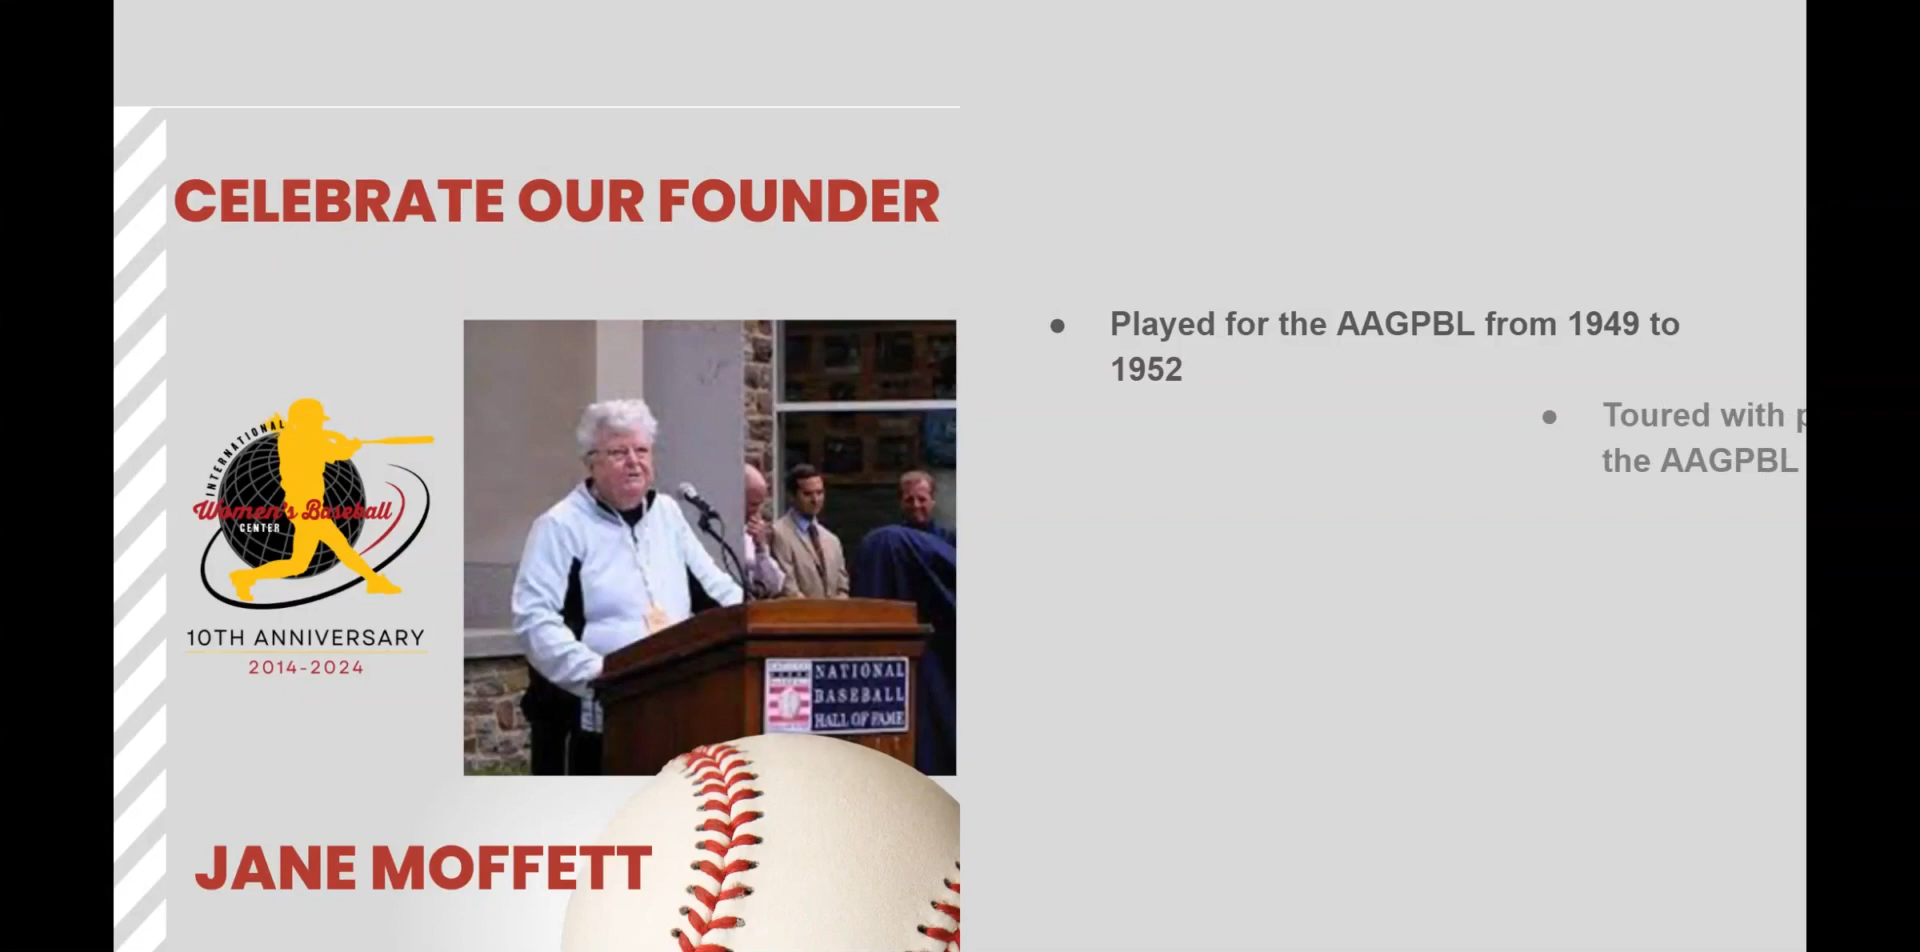 CELEBRATE OUR FOUNDER
INTERNATIONAL
Women's Baseball
CENTER
10TH ANNIVERSARY
2014-2024
NATIONAL
BASEBALL
HALL OF FAME
JANE MOFFETT
● Played for the AAGPBL from 1949 to
1952
● Toured with
the AAGPBL